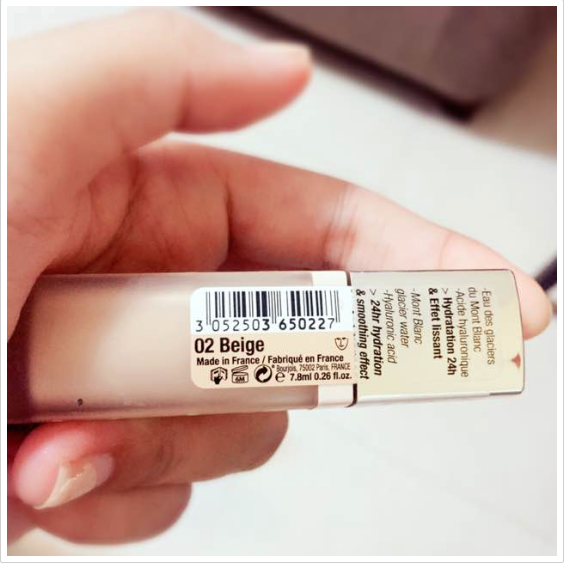 3 052503 650227
02 Beige
Made in France / Fabriqué en France
* Bourjois, 75002 Paris, FRANCE
6M
e 7.8ml 0.26 fl.oz.
-Eau des glaciers
du Mont Blanc
-Acide hyaluronique
> Hydratation 24h
& Effet lissant
-Mont Blanc
glacier water
-Hyaluronic acid
> 24hr hydration
& smoothing effect